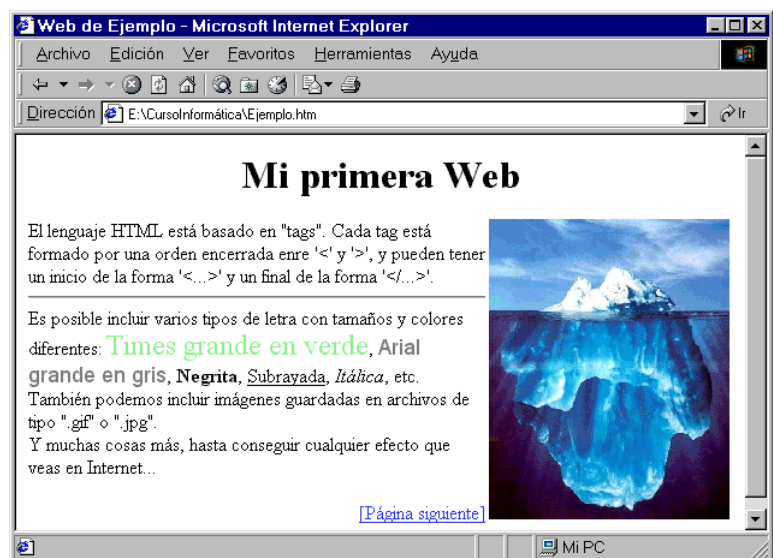 Web de Ejemplo - Microsoft Internet Explorer
Archivo Edición Ver Favoritos Herramientas Ayuda
Dirección E:\CursoInformática\Ejemplo.htm Ir
Mi primera Web
El lenguaje HTML está basado en "tags". Cada tag está
formado por una orden encerrada enre '<' y '>', y pueden tener
un inicio de la forma '<...>' y un final de la forma '</...>'.
Es posible incluir varios tipos de letra con tamaños y colores
diferentes: Times grande en verde, Arial
grande en gris, Negrita, Subrayada, Itálica, etc.
También podemos incluir imágenes guardadas en archivos de
tipo ".gif" o ".jpg".
Y muchas cosas más, hasta conseguir cualquier efecto que
veas en Internet...
[Página siguiente]
Mi PC